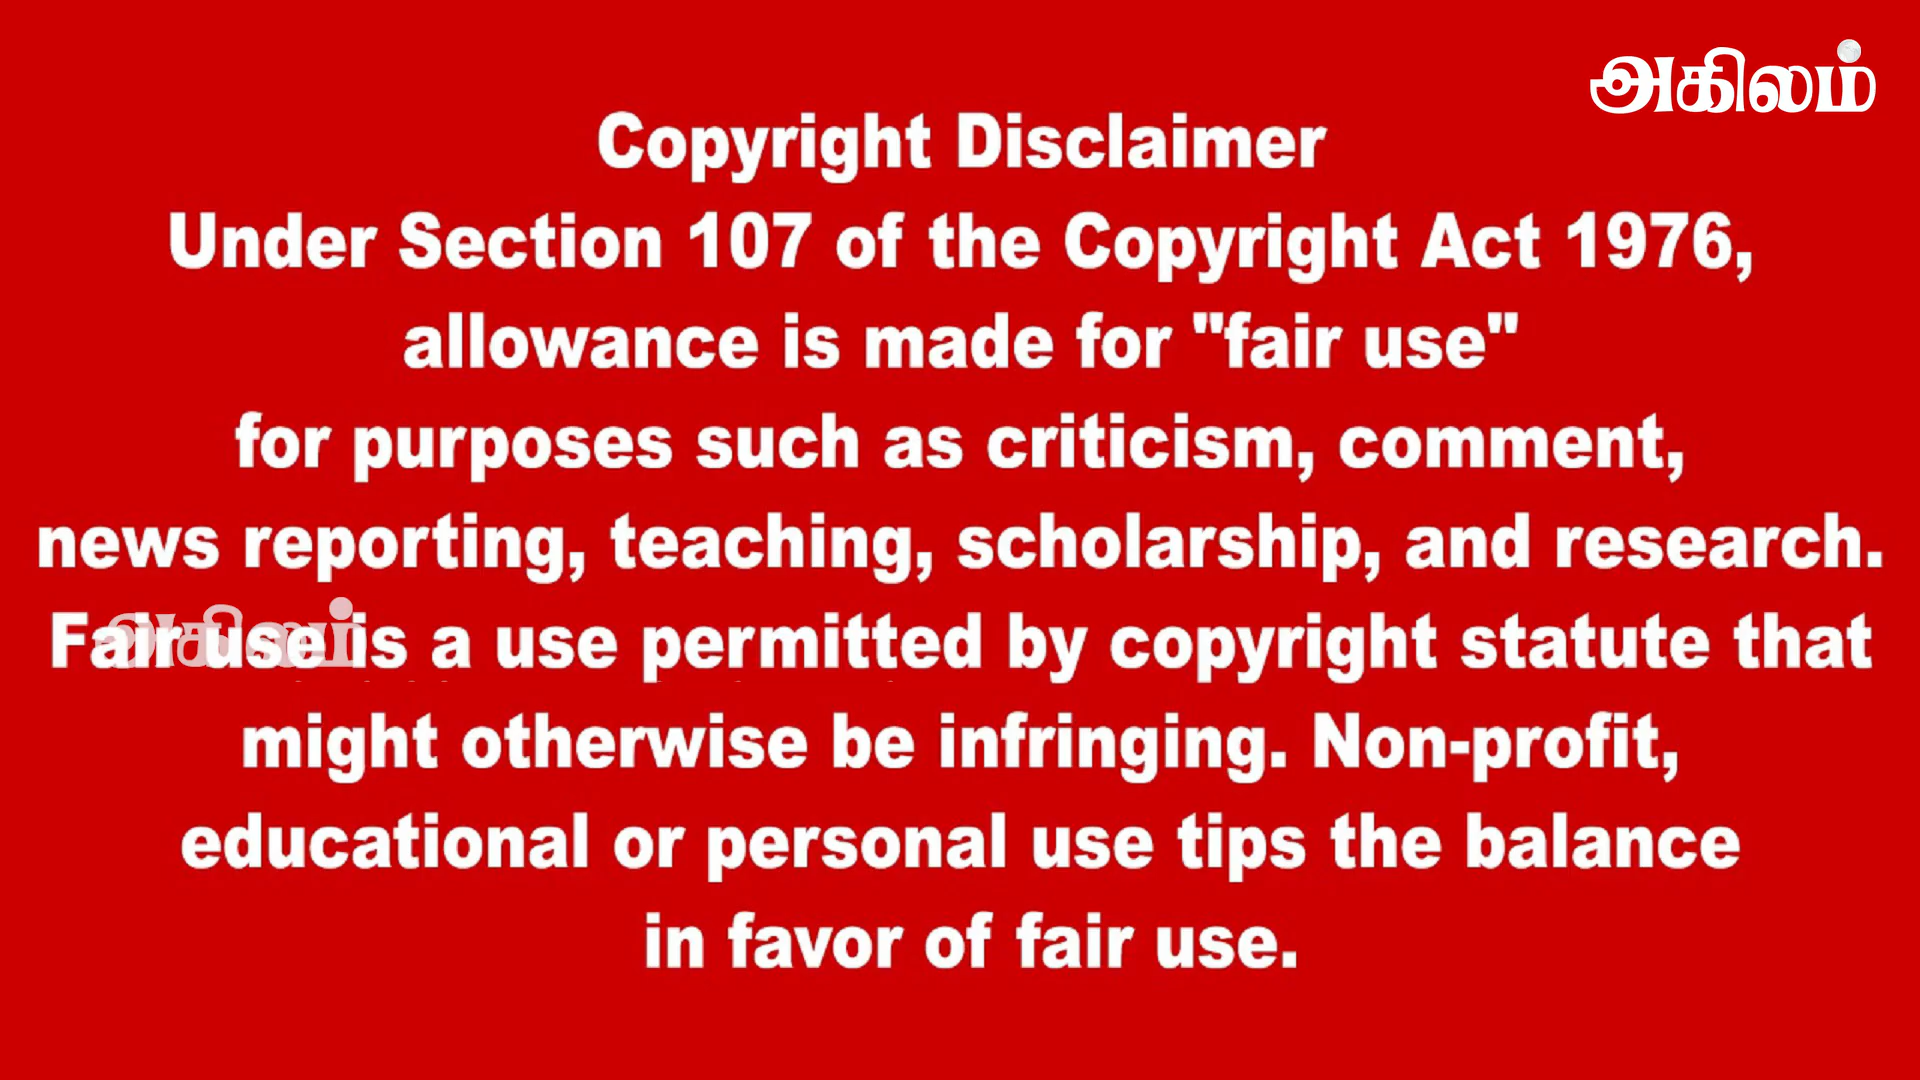 அகிலம்
Copyright Disclaimer
Under Section 107 of the Copyright Act 1976,
allowance is made for "fair use"
for purposes such as criticism, comment,
news reporting, teaching, scholarship, and research.
Fair use is a use permitted by copyright statute that
அகிலம்
might otherwise be infringing. Non-profit,
educational or personal use tips the balance
in favor of fair use.